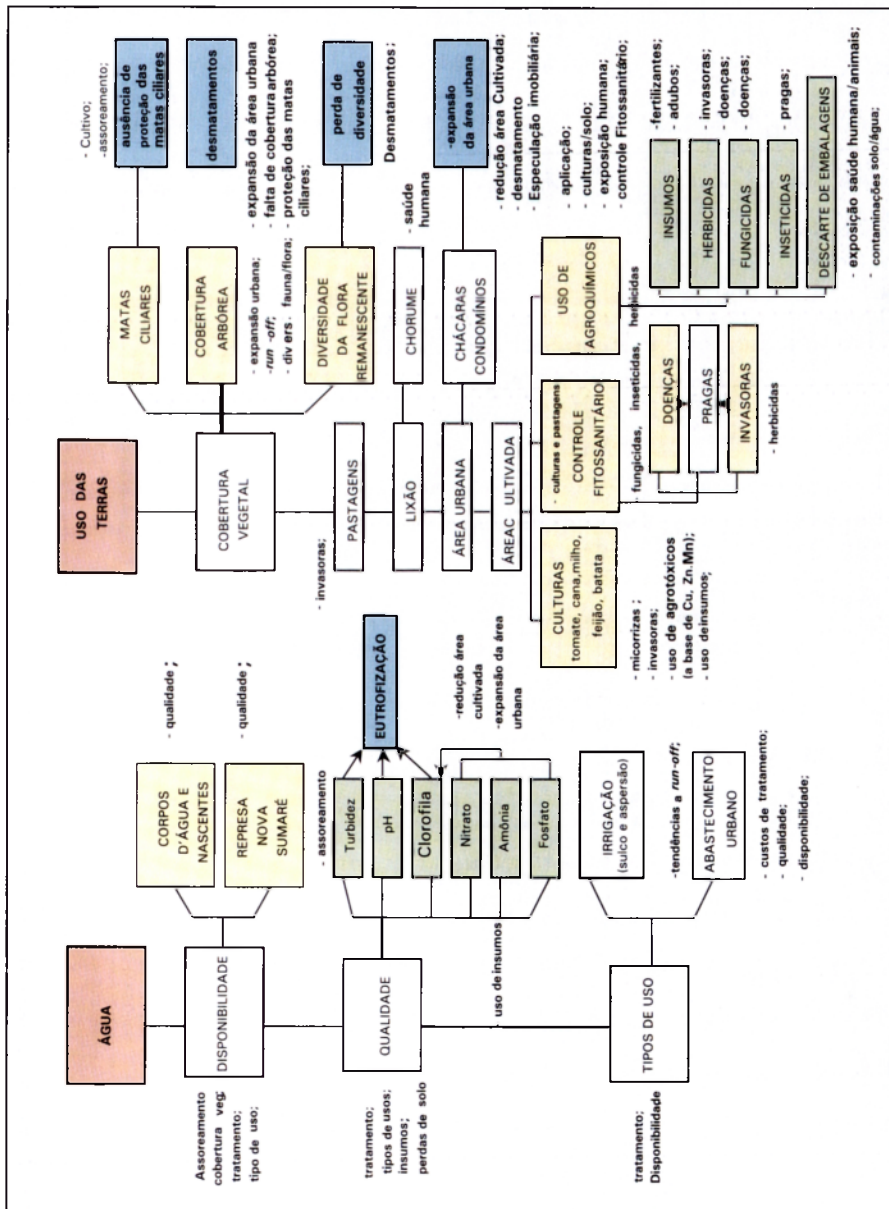 ÁGUA
Assoreamento
cobertura veg;
tratamento;
tipo de uso;
DISPONIBILIDADE
CORPOS
D'ÁGUA E
NASCENTES
- qualidade ;
REPRESA
NOVA
SUMARÉ
- qualidade ;
tratamento;
tipos de usos;
insumos;
perdas de solo
QUALIDADE
- assoreamento
Turbidez
pH
Clorofila
Nitrato
Amônia
Fosfato
EUTROFIZAÇÃO
-redução área
cultivada
-expansão da área
urbana
uso de insumos
tratamento;
Disponibilidade
TIPOS DE USO
IRRIGAÇÃO
(sulco e aspersão)
-tendências a run-off;
ABASTECIMENTO
URBANO
- custos de tratamento;
- qualidade;
- disponibilidade;
USO DAS
TERRAS
COBERTURA
VEGETAL
MATAS
CILIARES
- Cultivo;
-assoreamento;
ausência de
proteção das
matas ciliares
COBERTURA
ARBÓREA
desmatamentos
- expansão urbana;
-run -off;
- divers. fauna/flora;
- expansão da área urbana
- falta de cobertura arbórea;
- proteção das matas
ciliares;
DIVERSIDADE
DA FLORA
REMANESCENTE
perda de
diversidade
Desmatamentos;
- invasoras;
PASTAGENS
LIXÃO
CHORUME
- saúde
humana
ÁREA URBANA
CHÁCARAS
CONDOMÍNIOS
-expansão
da área urbana
- redução área Cultivada;
- desmatamento
- Especulação imobiliária;
ÁREAC ULTIVADA
CULTURAS
tomate, cana,milho,
feijão, batata
- micorrizas ;
- invasoras;
- uso de agrotóxicos
(a base de Cu, Zn.Mn);
- uso deinsumos;
- culturas e pastagens
CONTROLE
FITOSSANITÁRIO
- fungicidas, inseticidas, herbicidas
DOENÇAS
PRAGAS
INVASORAS
- herbicidas
USO DE
AGROQUÍMICOS
- aplicação;
- culturas/solo;
- exposição humana;
- controle Fitossanitário;
INSUMOS
-fertilizantes;
- adubos;
HERBICIDAS
- invasoras;
- doenças;
FUNGICIDAS
- doenças;
INSETICIDAS
- pragas;
DESCARTE DE EMBALAGENS
- exposição saúde humana/animais;
- contaminações solo/água;